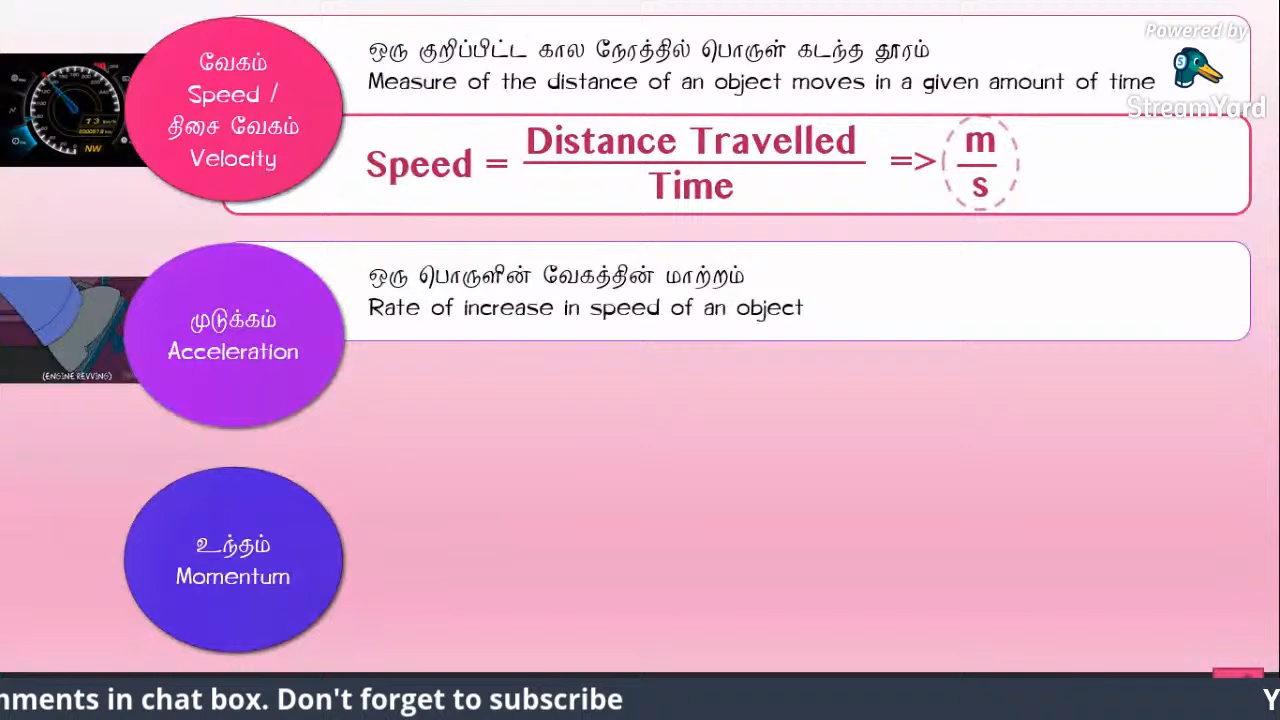 வேகம்
Speed /
திசை வேகம்
Velocity
ஒரு குறிப்பிட்ட கால நேரத்தில் பொருள் கடந்த தூரம்
Measure of the distance of an object moves in a given amount of time
Speed = Distance Travelled
Time
=> m
s
Powered by
StreamYard
73
NW
முடுக்கம்
Acceleration
ஒரு பொருளின் வேகத்தின் மாற்றம்
Rate of increase in speed of an object
(ENGINE REVVING)
உந்தம்
Momentum
in chat box. Don't forget to subscribe